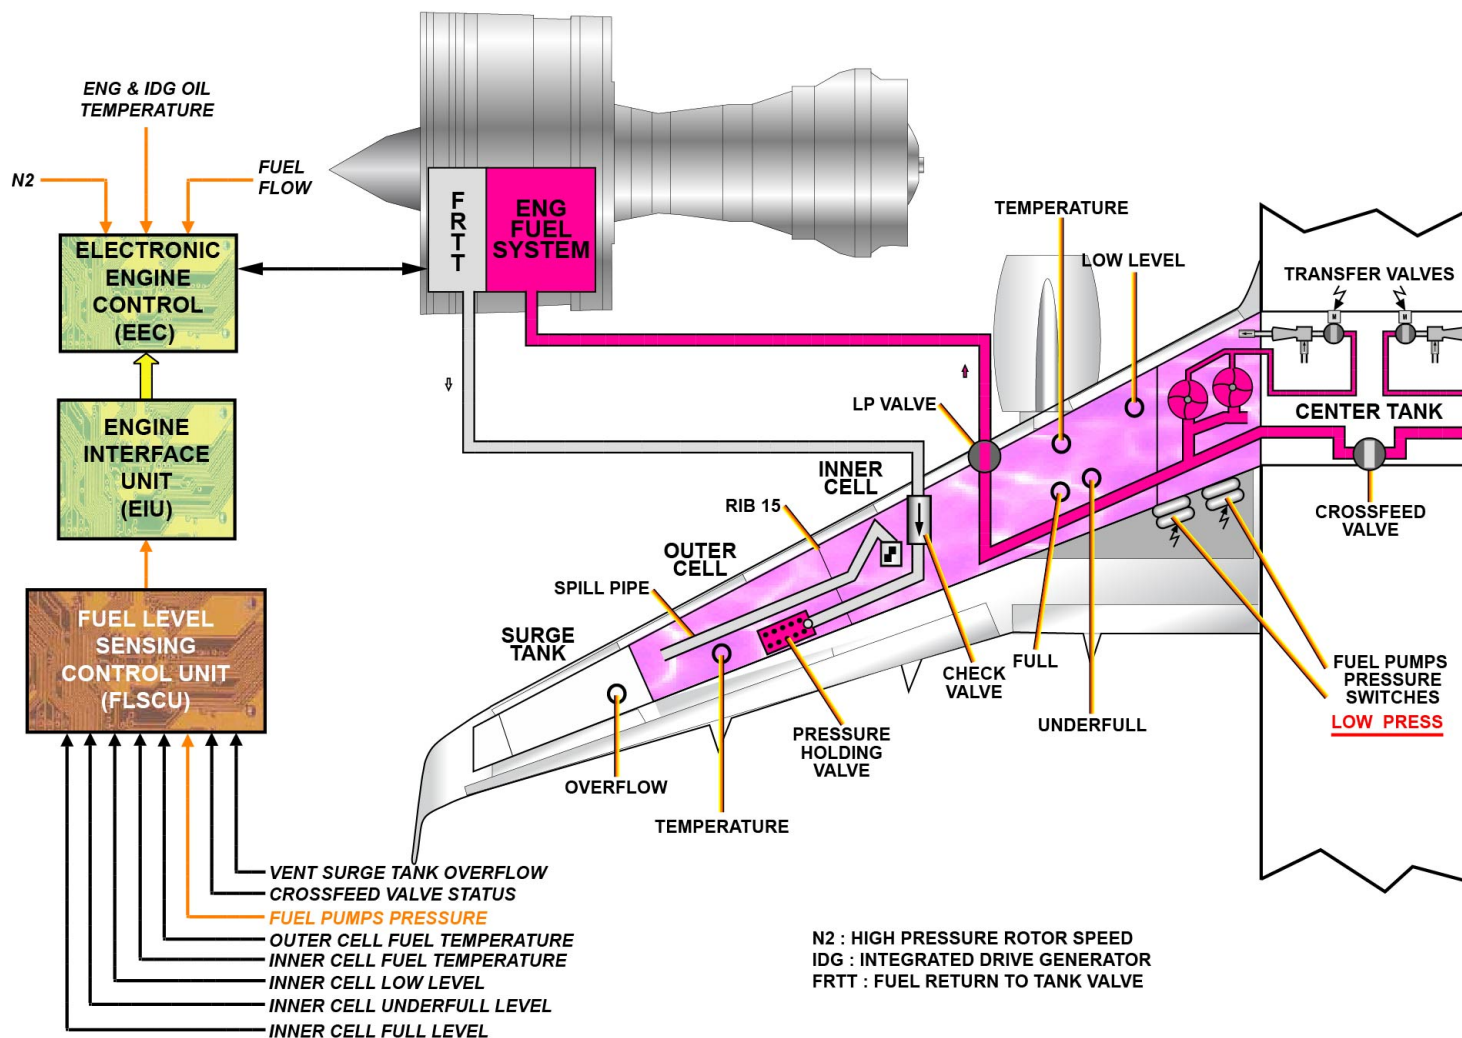 ENG & IDG OIL
TEMPERATURE
N2
FUEL
FLOW
ELECTRONIC
ENGINE
CONTROL
(EEC)
ENGINE
INTERFACE
UNIT
(EIU)
FUEL LEVEL
SENSING
CONTROL UNIT
(FLSCU)
F
R
T
T
ENG
FUEL
SYSTEM
TEMPERATURE
LOW LEVEL
TRANSFER VALVES
M
M
LP VALVE
CENTER TANK
INNER
CELL
RIB 15
OUTER
CELL
SPILL PIPE
SURGE
TANK
CROSSFEED
VALVE
CHECK
VALVE
FULL
UNDERFULL
FUEL PUMPS
PRESSURE
SWITCHES
LOW PRESS
PRESSURE
HOLDING
VALVE
OVERFLOW
TEMPERATURE
VENT SURGE TANK OVERFLOW
CROSSFEED VALVE STATUS
FUEL PUMPS PRESSURE
OUTER CELL FUEL TEMPERATURE
INNER CELL FUEL TEMPERATURE
INNER CELL LOW LEVEL
INNER CELL UNDERFULL LEVEL
INNER CELL FULL LEVEL
N2 : HIGH PRESSURE ROTOR SPEED
IDG : INTEGRATED DRIVE GENERATOR
FRTT : FUEL RETURN TO TANK VALVE